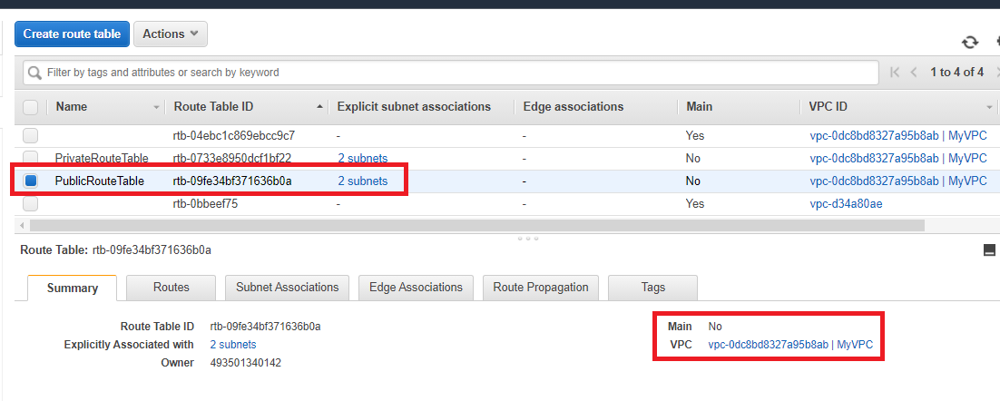 Create route table Actions
Filter by tags and attributes or search by keyword 1 to 4 of 4
Name Route Table ID Explicit subnet associations Edge associations Main VPC ID
rtb-04ebc1c869ebcc9c7 - - Yes vpc-0dc8bd8327a95b8ab | MyVPC
PrivateRouteTable rtb-0733e8950dcf1bf22 2 subnets - No vpc-0dc8bd8327a95b8ab | MyVPC
PublicRouteTable rtb-09fe34bf371636b0a 2 subnets - No vpc-0dc8bd8327a95b8ab | MyVPC
rtb-0bbeef75 - - Yes vpc-d34a80ae
Route Table: rtb-09fe34bf371636b0a
Summary Routes Subnet Associations Edge Associations Route Propagation Tags
Route Table ID rtb-09fe34bf371636b0a Main No
Explicitly Associated with 2 subnets VPC vpc-0dc8bd8327a95b8ab | MyVPC
Owner 493501340142